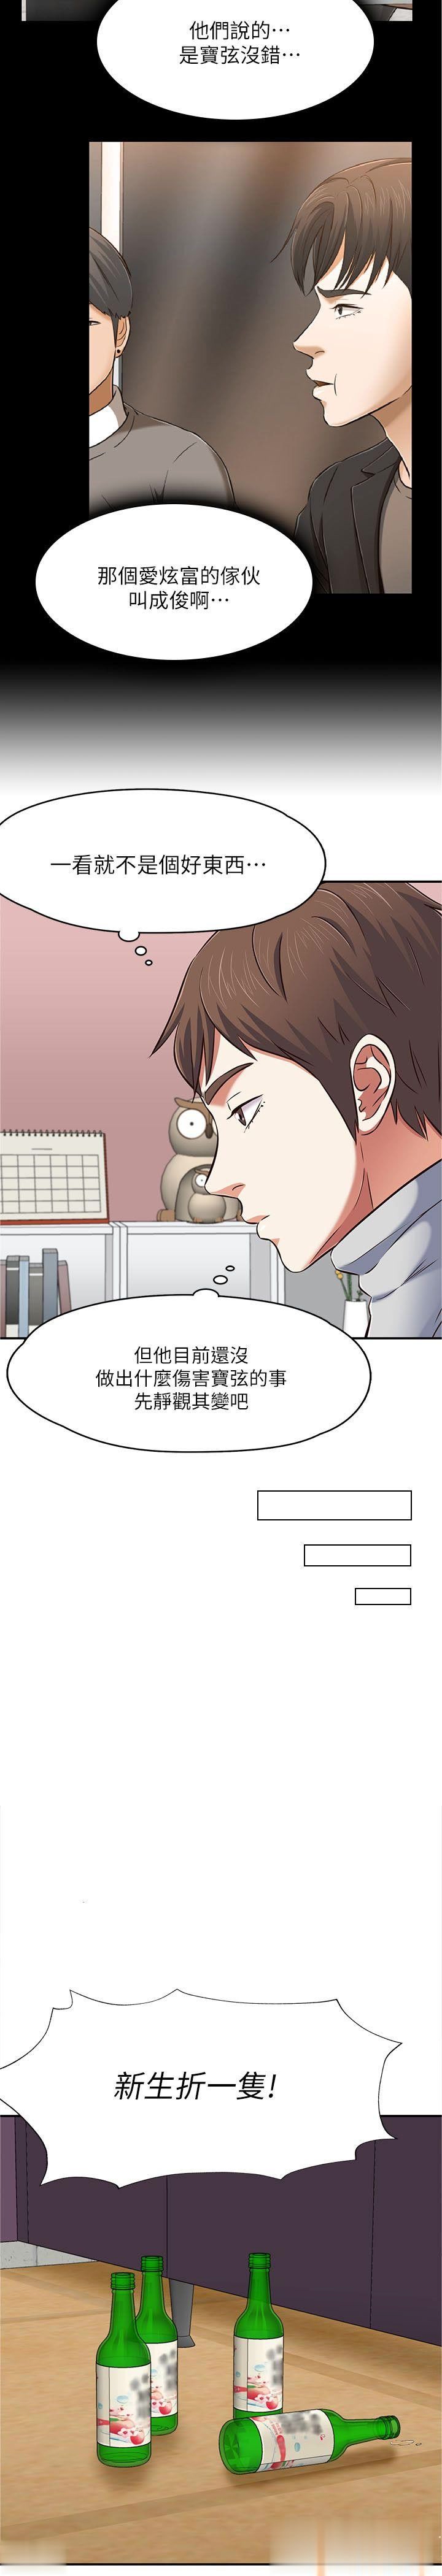 他們說的…
是寶弦沒錯…
那個愛炫富的傢伙
叫成俊啊…
一看就不是個好東西…
但他目前還沒
做出什麼傷害寶弦的事
先靜觀其變吧
新生折一隻!